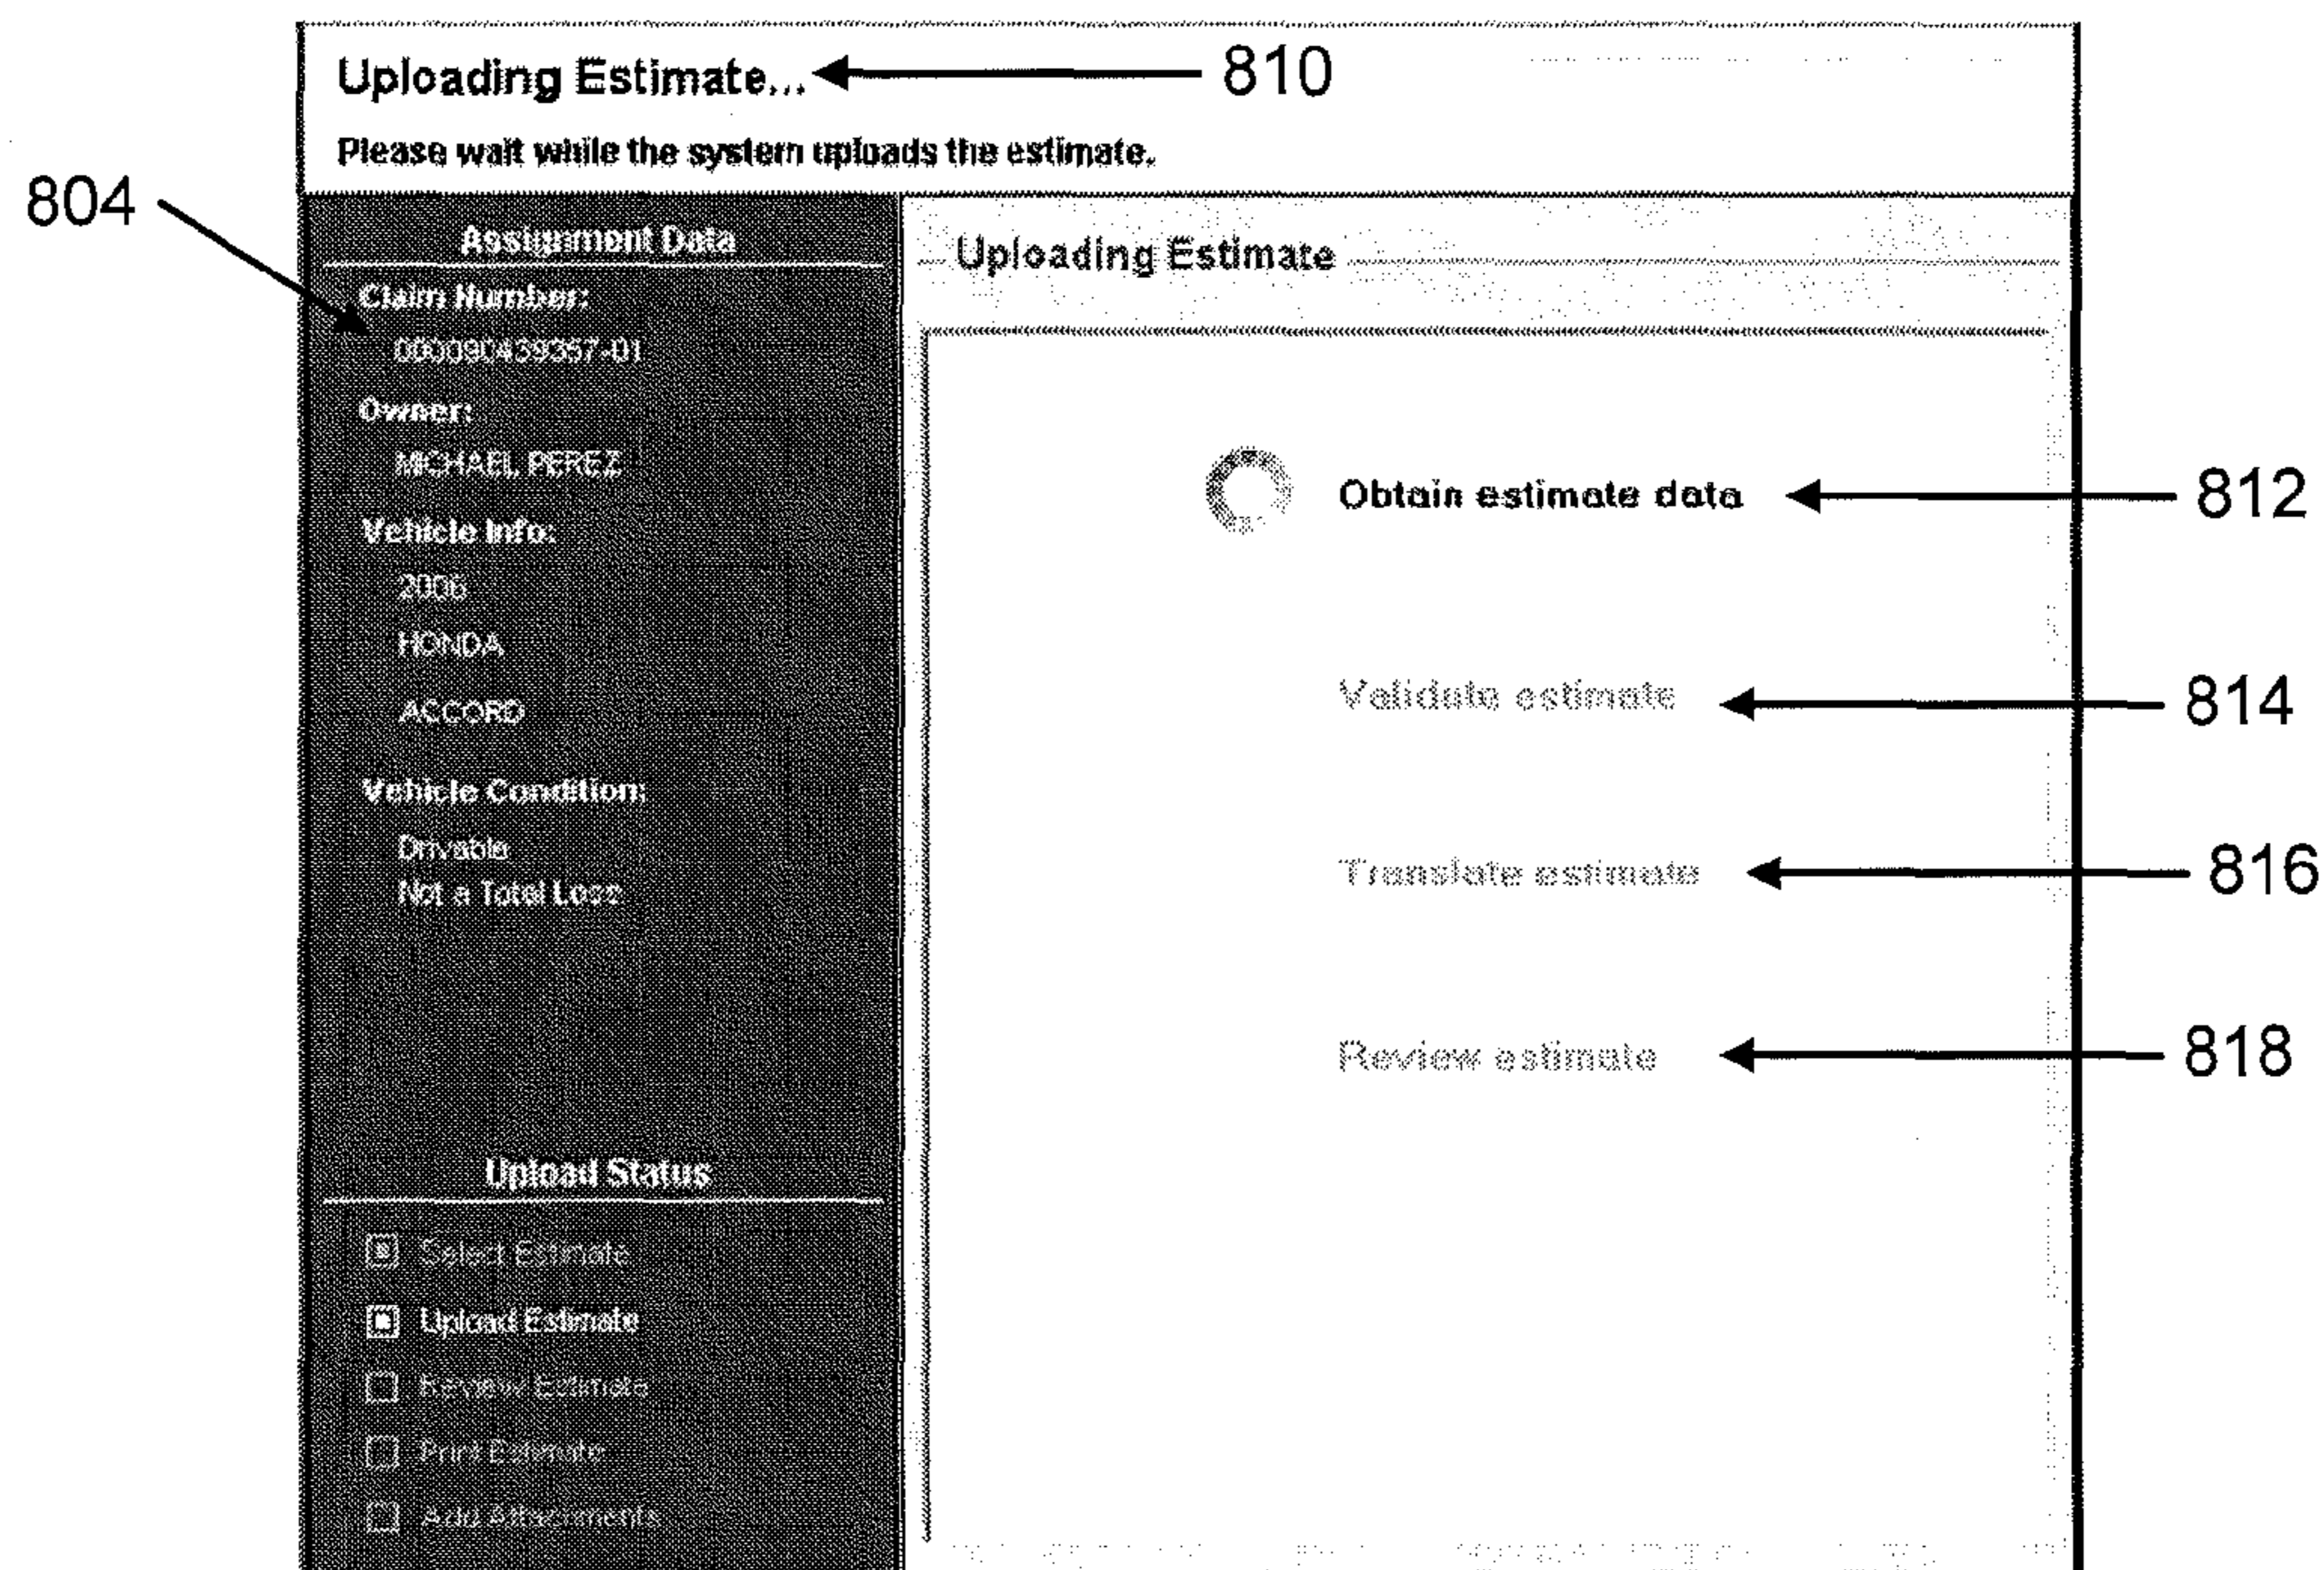 Uploading Estimate...
810
Please wait while the system uploads the estimate.
804
Assignment Data
Claim Number:
000090439357-01
Owner:
MICHAEL PEREZ
Vehicle Info:
2006
HONDA
ACCORD
Vehicle Condition:
Drivable
Not a Total Loss
Upload Status
Select Estimate
Upload Estimate
Review Estimate
Print Estimate
Add Attachments
Uploading Estimate
Obtain estimate data
812
Validate estimate
814
Translate estimate
816
Review estimate
818